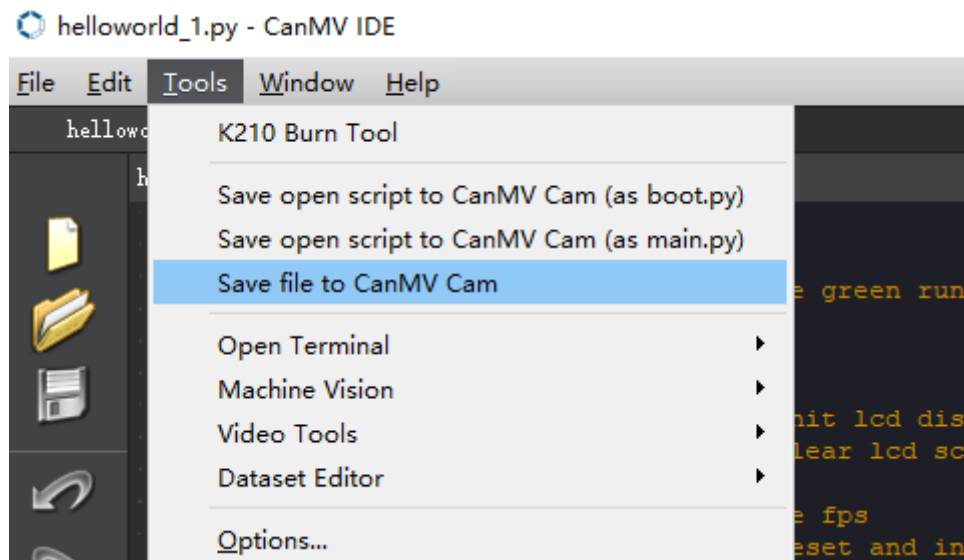 helloworld_1.py - CanMV IDE
File Edit Tools Window Help
hellowo
h
K210 Burn Tool
Save open script to CanMV Cam (as boot.py)
Save open script to CanMV Cam (as main.py)
Save file to CanMV Cam
e green run
Open Terminal
Machine Vision
nit lcd dis
Video Tools
lear lcd sc
Dataset Editor
e fps
Options...
eset and in